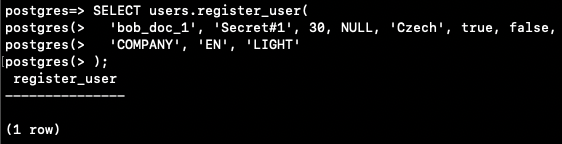 postgres=> SELECT users.register_user(
postgres(>   'bob_doc_1', 'Secret#1', 30, NULL, 'Czech', true, false,
postgres(>   'COMPANY', 'EN', 'LIGHT'
postgres(> );
 register_user
---------------

(1 row)